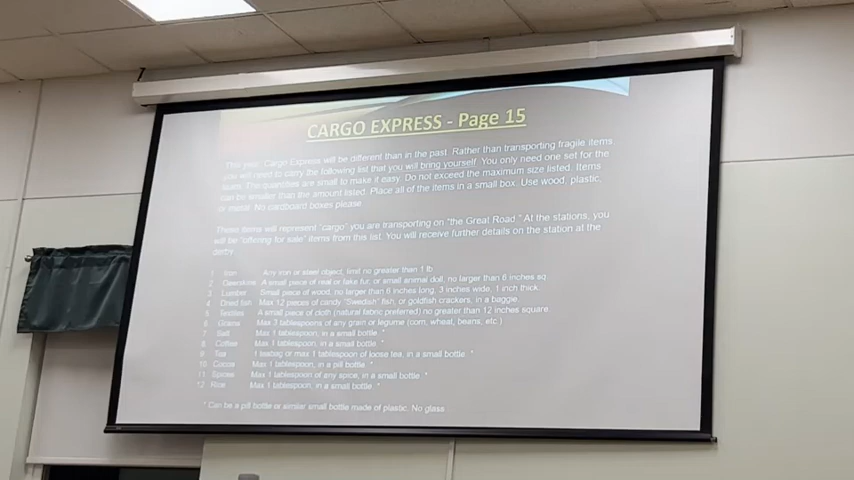 CARGO EXPRESS - Page 15
This year, Cargo Express will be different than in the past. Rather than transporting fragile items
you will need to carry the following list that you will bring yourself. You only need one set for the
team. The quantities are small to make it easy. Do not exceed the maximum size listed. Items
can be smaller than the amount listed. Place all of the items in a small box. Use wood, plastic,
or metal. No cardboard boxes please.
These items will represent "cargo" you are transporting on "the Great Road." At the stations, you
will be "offering for sale" items from this list. You will receive further details on the station at the
derby.
1 Iron Any iron or steel object, limit no greater than 1 lb
2 Deerskins A small piece of real or fake fur, or small animal doll, no larger than 6 inches sq.
3 Lumber Small piece of wood, no larger than 6 inches long, 3 inches wide, 1 inch thick.
4 Dried fish Max 12 pieces of candy "Swedish" fish, or goldfish crackers, in a baggie.
5 Textiles A small piece of cloth (natural fabric preferred) no greater than 12 inches square.
6 Grains Max 3 tablespoons of any grain or legume (corn, wheat, beans, etc.)
7 Salt Max 1 tablespoon, in a small bottle. *
8 Coffee Max 1 tablespoon, in a small bottle. *
9 Tea 1 teabag or max 1 tablespoon of loose tea, in a small bottle. *
10 Cocoa Max 1 tablespoon, in a pill bottle. *
11 Spices Max 1 tablespoon of any spice, in a small bottle. *
12 Rice Max 1 tablespoon, in a small bottle. *
* Can be a pill bottle or similar small bottle made of plastic. No glass